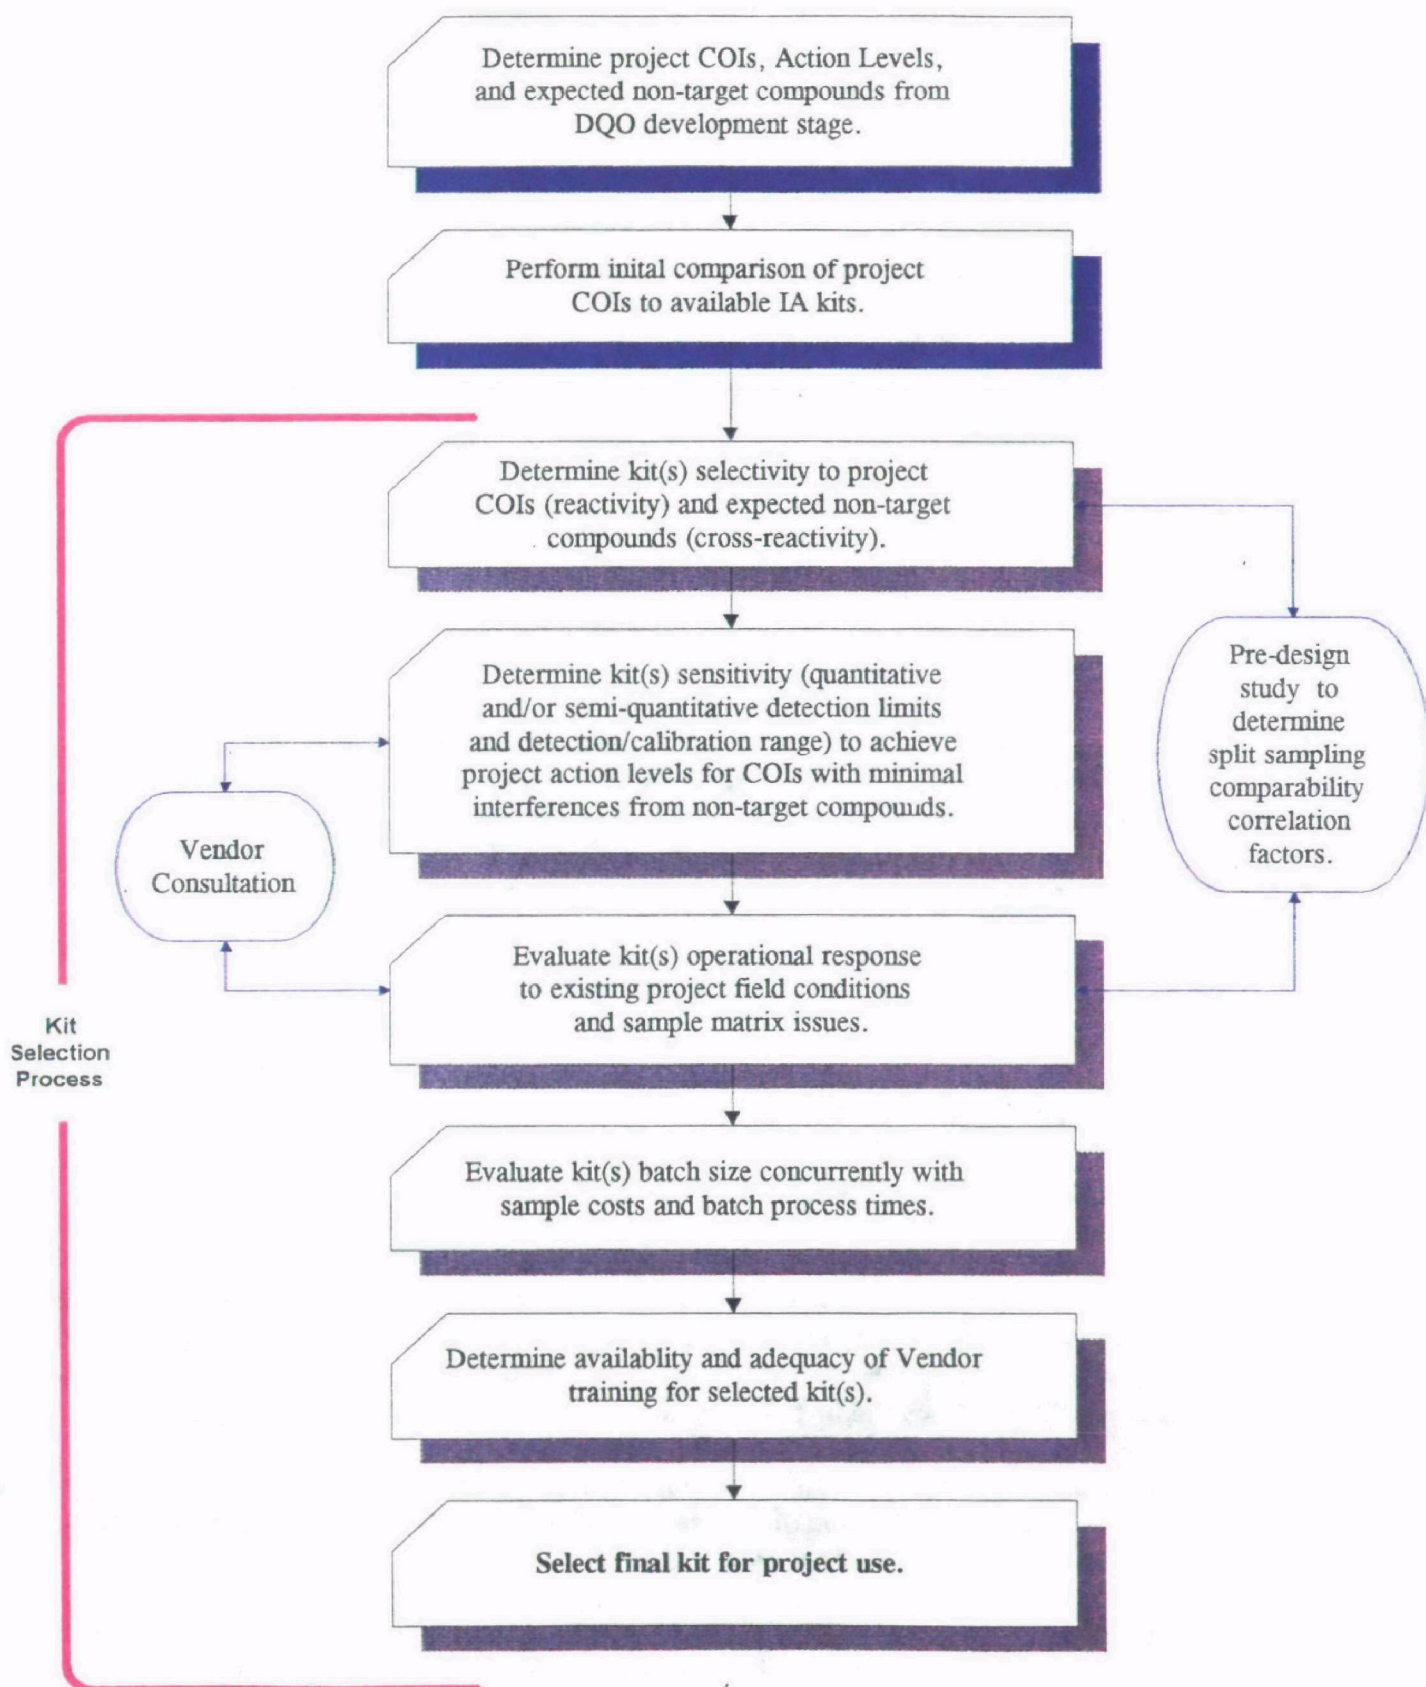 Determine project COIs, Action Levels,
and expected non-target compounds from
DQO development stage.
Perform inital comparison of project
COIs to available IA kits.
Determine kit(s) selectivity to project
COIs (reactivity) and expected non-target
compounds (cross-reactivity).
Determine kit(s) sensitivity (quantitative
and/or semi-quantitative detection limits
and detection/calibration range) to achieve
project action levels for COIs with minimal
interferences from non-target compounds.
Pre-design
study to
determine
split sampling
comparability
correlation
factors.
Vendor
Consultation
Evaluate kit(s) operational response
to existing project field conditions
and sample matrix issues.
Kit
Selection
Process
Evaluate kit(s) batch size concurrently with
sample costs and batch process times.
Determine availablity and adequacy of Vendor
training for selected kit(s).
Select final kit for project use.